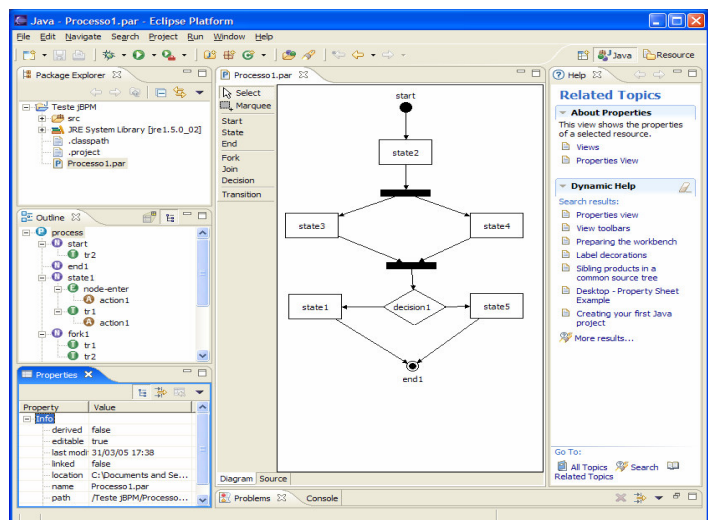 Java - Processo1.par - Eclipse Platform
File Edit Navigate Search Project Run Window Help
Java
Resource
Package Explorer
Teste jBPM
src
JRE System Library [jre1.5.0_02]
.classpath
.project
Processo1.par
Outline
process
start
tr2
end1
state1
node-enter
action1
tr1
action1
fork1
tr1
tr2
Properties
Property Value
Info
derived false
editable true
last modi 31/03/05 17:38
linked false
location C:\Documents and Se...
name Processo1.par
path /Teste jBPM/Processo...
Processo1.par
Select
Marquee
Start
State
End
Fork
Join
Decision
Transition
start
state2
state3
state4
state1
decision1
state5
end1
Diagram Source
Problems Console
Help
Related Topics
About Properties
This view shows the properties
of a selected resource.
Views
Properties View
Dynamic Help
Search results:
Properties view
View toolbars
Preparing the workbench
Label decorations
Sibling products in a
common source tree
Desktop - Property Sheet
Example
Creating your first Java
project
More results...
Go To:
All Topics Search
Related Topics